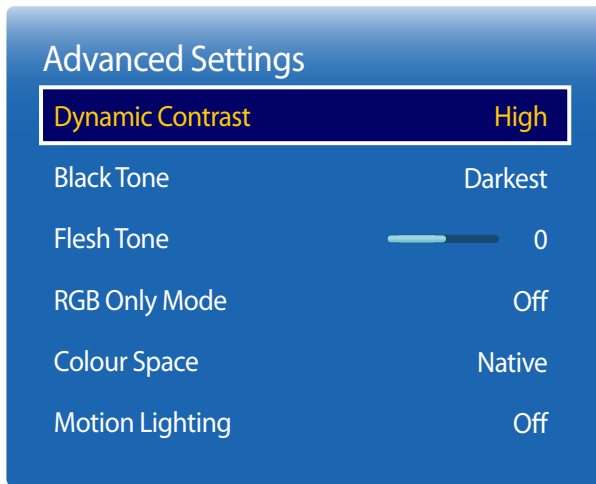 Advanced Settings
Dynamic Contrast High
Black Tone Darkest
Flesh Tone 0
RGB Only Mode Off
Colour Space Native
Motion Lighting Off